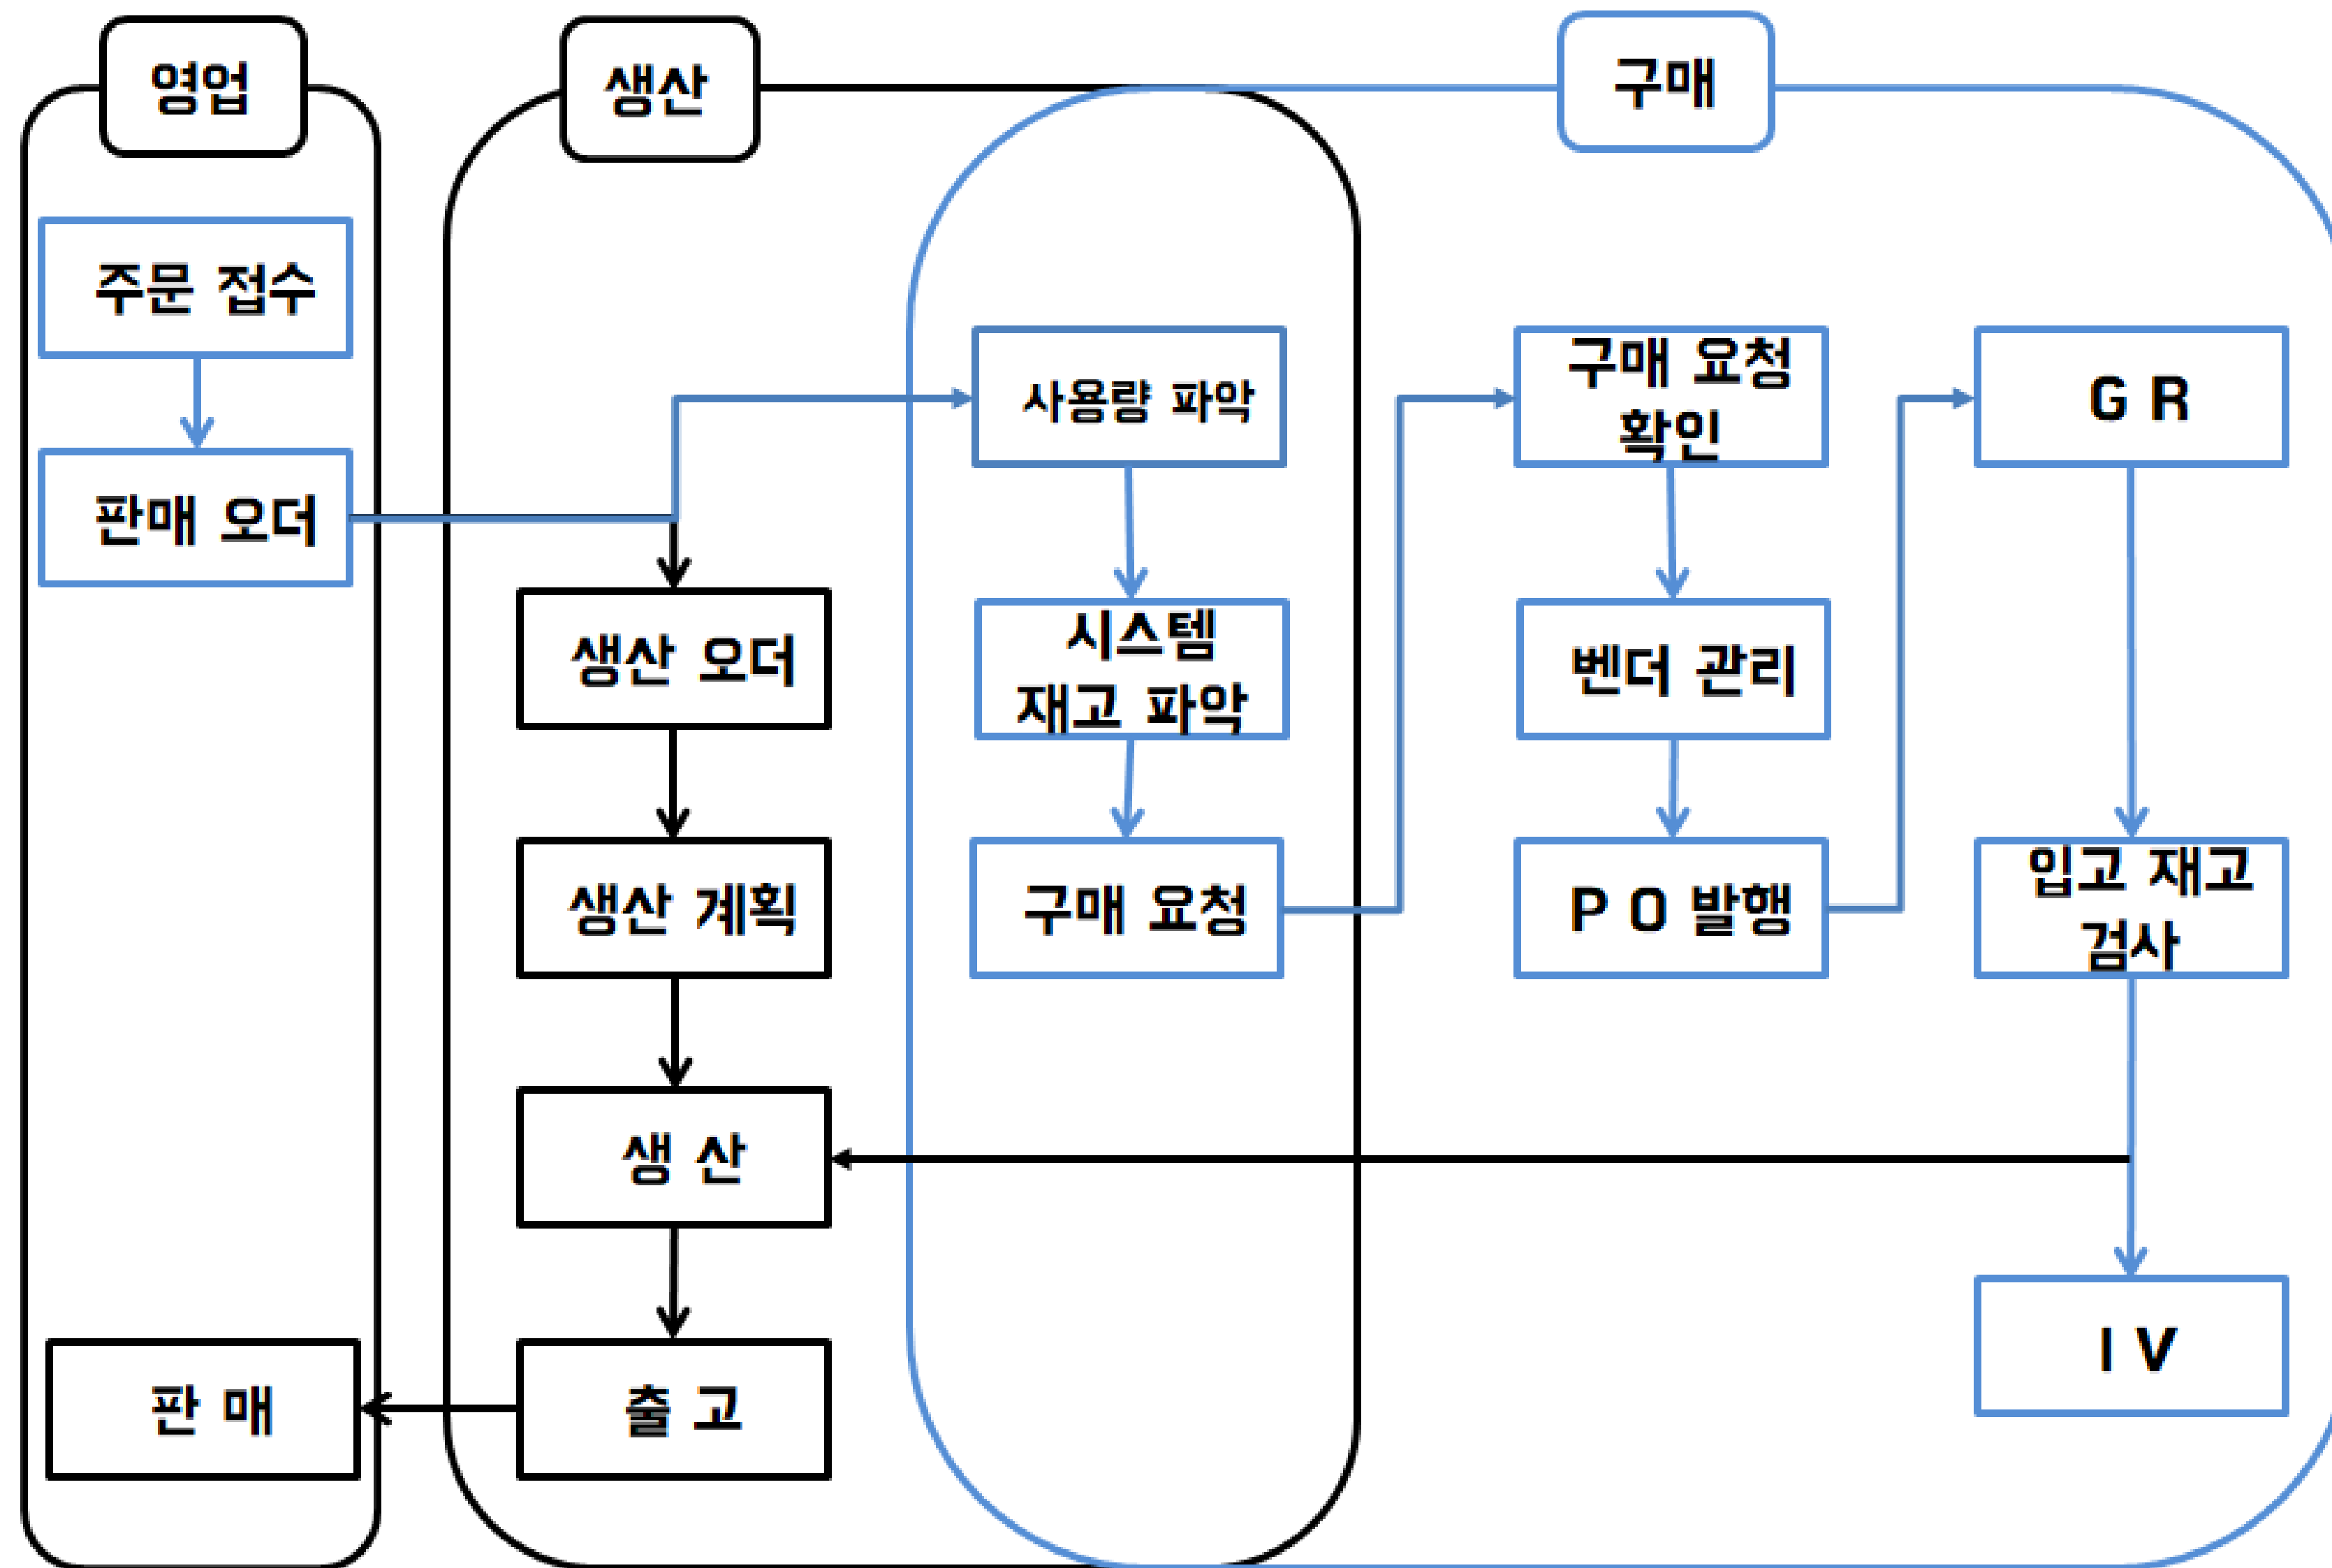 영업
생산
구매
주문 접수
판매 오더
생산 오더
생산 계획
생 산
출 고
판 매
사용량 파악
시스템
재고 파악
구매 요청
구매 요청
확인
벤더 관리
P O 발행
G R
입고 재고
검사
I V